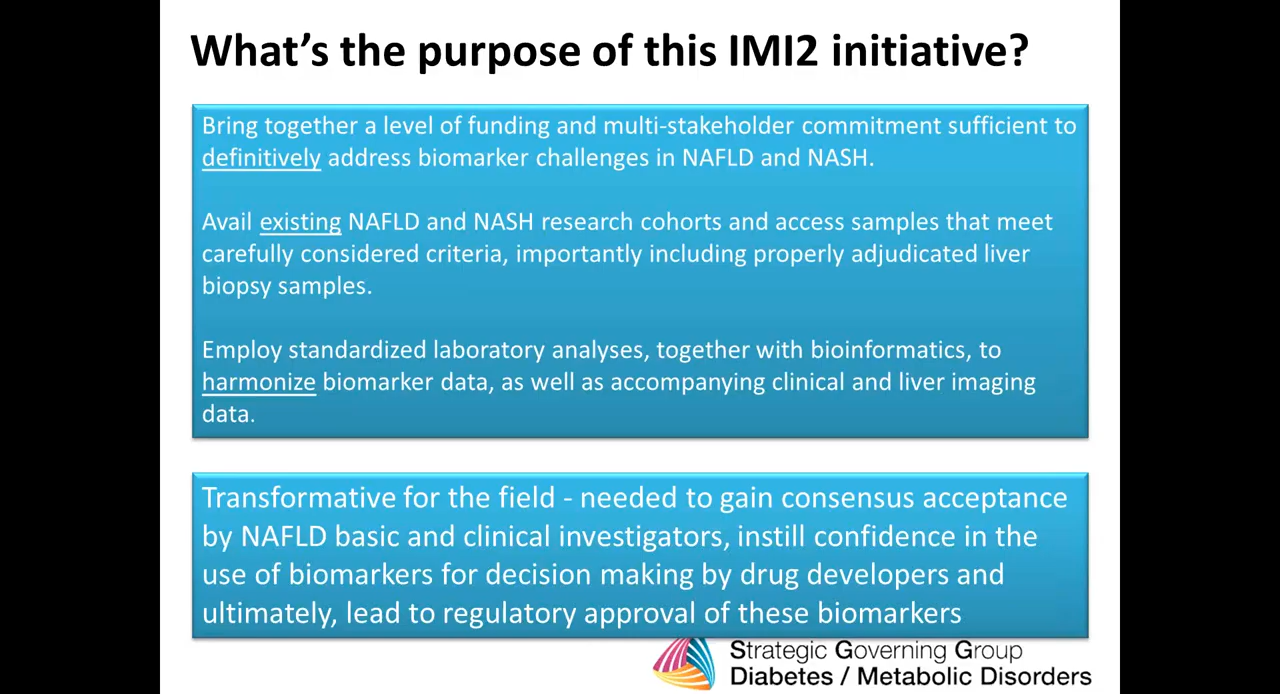 What's the purpose of this IMI2 initiative?
Bring together a level of funding and multi-stakeholder commitment sufficient to
definitively address biomarker challenges in NAFLD and NASH.
Avail existing NAFLD and NASH research cohorts and access samples that meet
carefully considered criteria, importantly including properly adjudicated liver
biopsy samples.
Employ standardized laboratory analyses, together with bioinformatics, to
harmonize biomarker data, as well as accompanying clinical and liver imaging
data.
Transformative for the field - needed to gain consensus acceptance
by NAFLD basic and clinical investigators, instill confidence in the
use of biomarkers for decision making by drug developers and
ultimately, lead to regulatory approval of these biomarkers
Strategic Governing Group
Diabetes / Metabolic Disorders